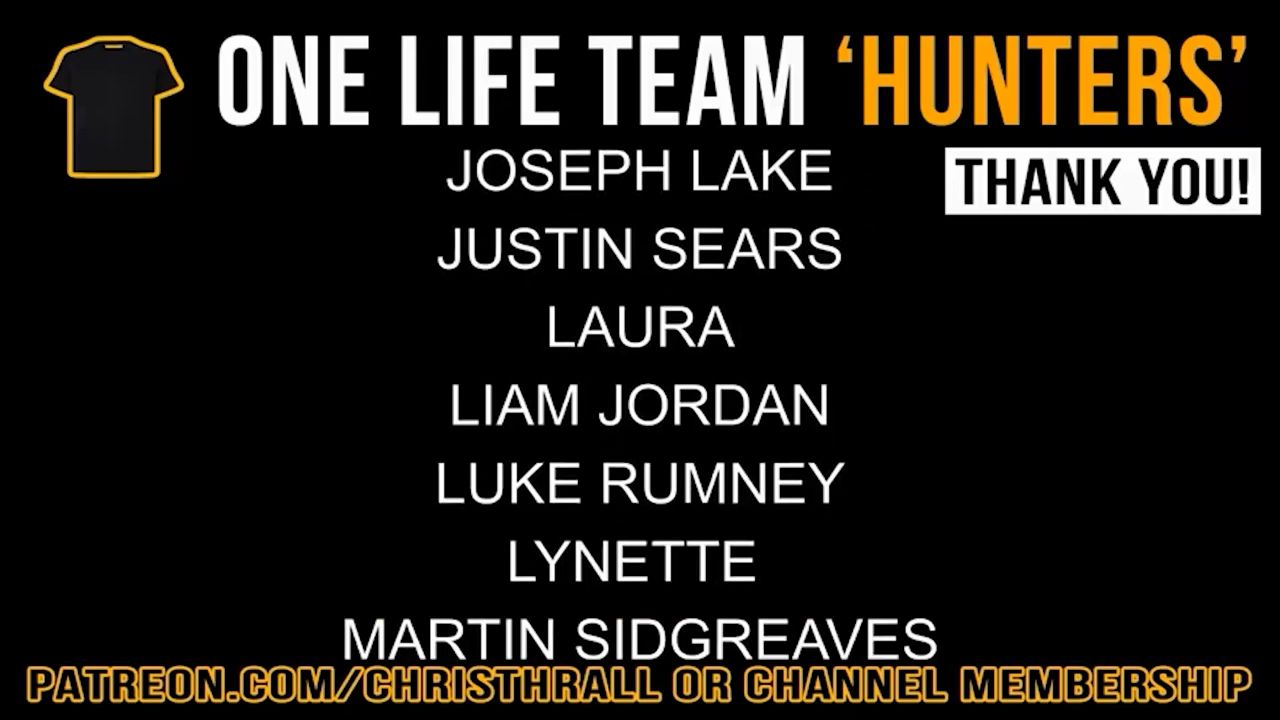 ONE LIFE TEAM ‘HUNTERS’
JOSEPH LAKE
THANK YOU!
JUSTIN SEARS
LAURA
LIAM JORDAN
LUKE RUMNEY
LYNETTE
MARTIN SIDGREAVES
PATREON.COM/CHRISTHRALL OR CHANNEL MEMBERSHIP